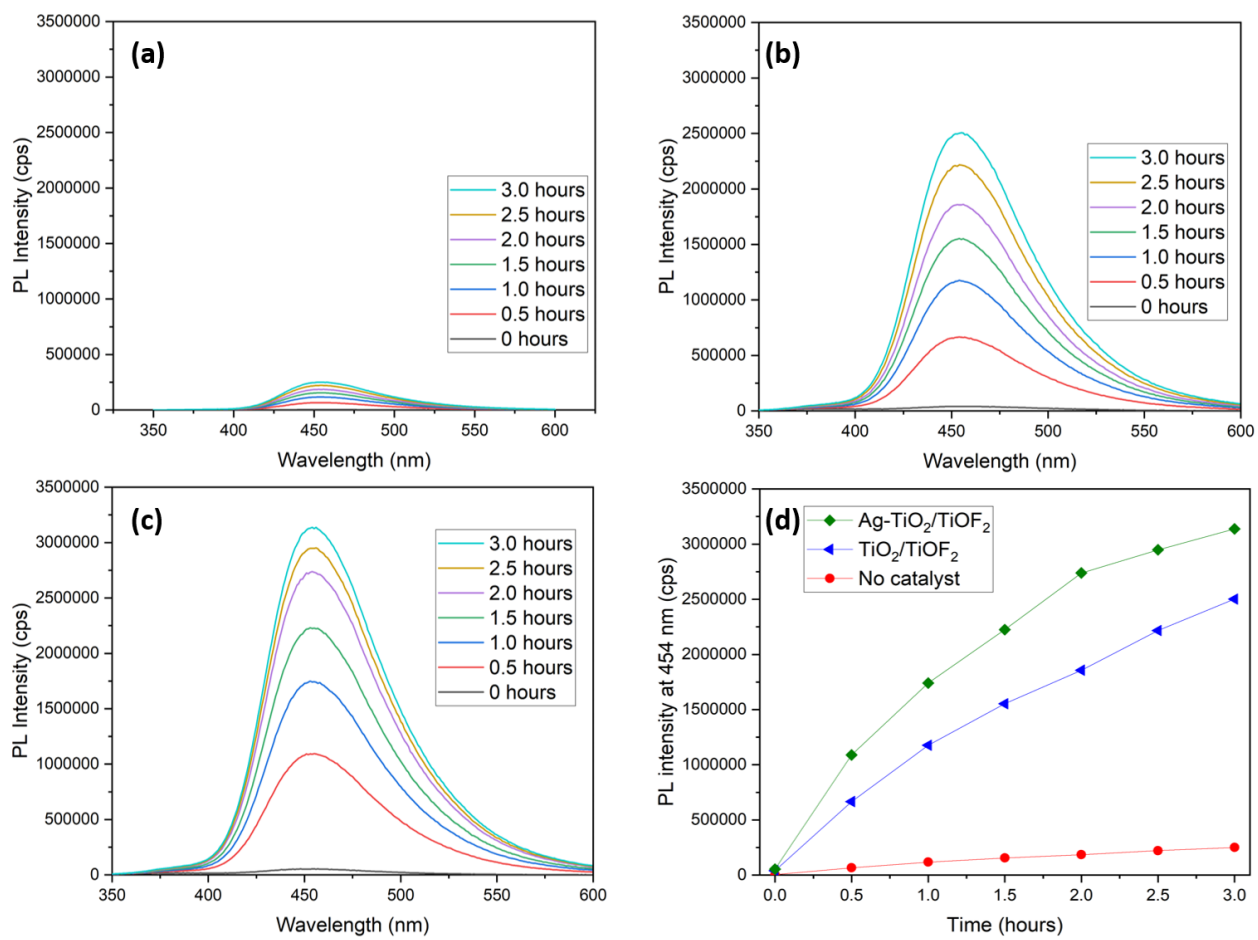 (a)
PL Intensity (cps)
3500000
3000000
2500000
2000000
1500000
1000000
500000
0
3.0 hours
2.5 hours
2.0 hours
1.5 hours
1.0 hours
0.5 hours
0 hours
350 400 450 500 550 600
Wavelength (nm)
(b)
PL Intensity (cps)
3500000
3000000
2500000
2000000
1500000
1000000
500000
0
3.0 hours
2.5 hours
2.0 hours
1.5 hours
1.0 hours
0.5 hours
0 hours
350 400 450 500 550 600
Wavelength (nm)
(c)
PL Intensity (cps)
3500000
3000000
2500000
2000000
1500000
1000000
500000
0
3.0 hours
2.5 hours
2.0 hours
1.5 hours
1.0 hours
0.5 hours
0 hours
350 400 450 500 550 600
Wavelength (nm)
(d)
PL intensity at 454 nm (cps)
3500000
3000000
2500000
2000000
1500000
1000000
500000
0
Ag-TiO₂/TiOF₂
TiO₂/TiOF₂
No catalyst
0.0 0.5 1.0 1.5 2.0 2.5 3.0
Time (hours)